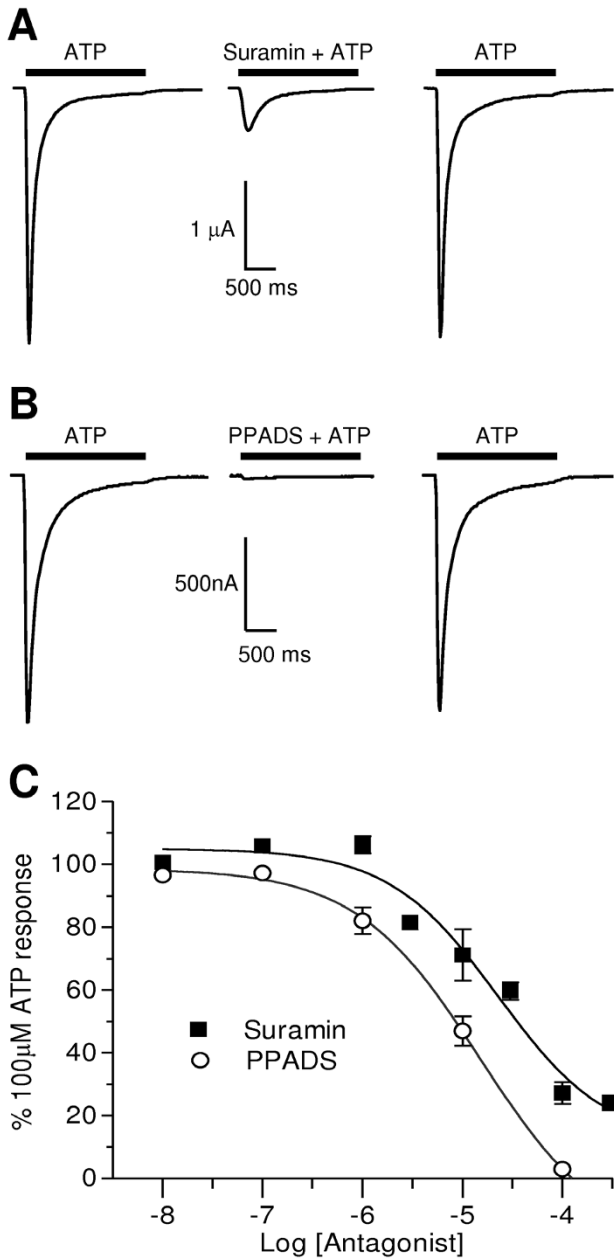 A
ATP
Suramin + ATP
ATP
1 μA
500 ms
B
ATP
PPADS + ATP
ATP
500nA
500 ms
C
120
100
80
60
40
20
0
% 100μM ATP response
Suramin
PPADS
-8
-7
-6
-5
-4
Log [Antagonist]